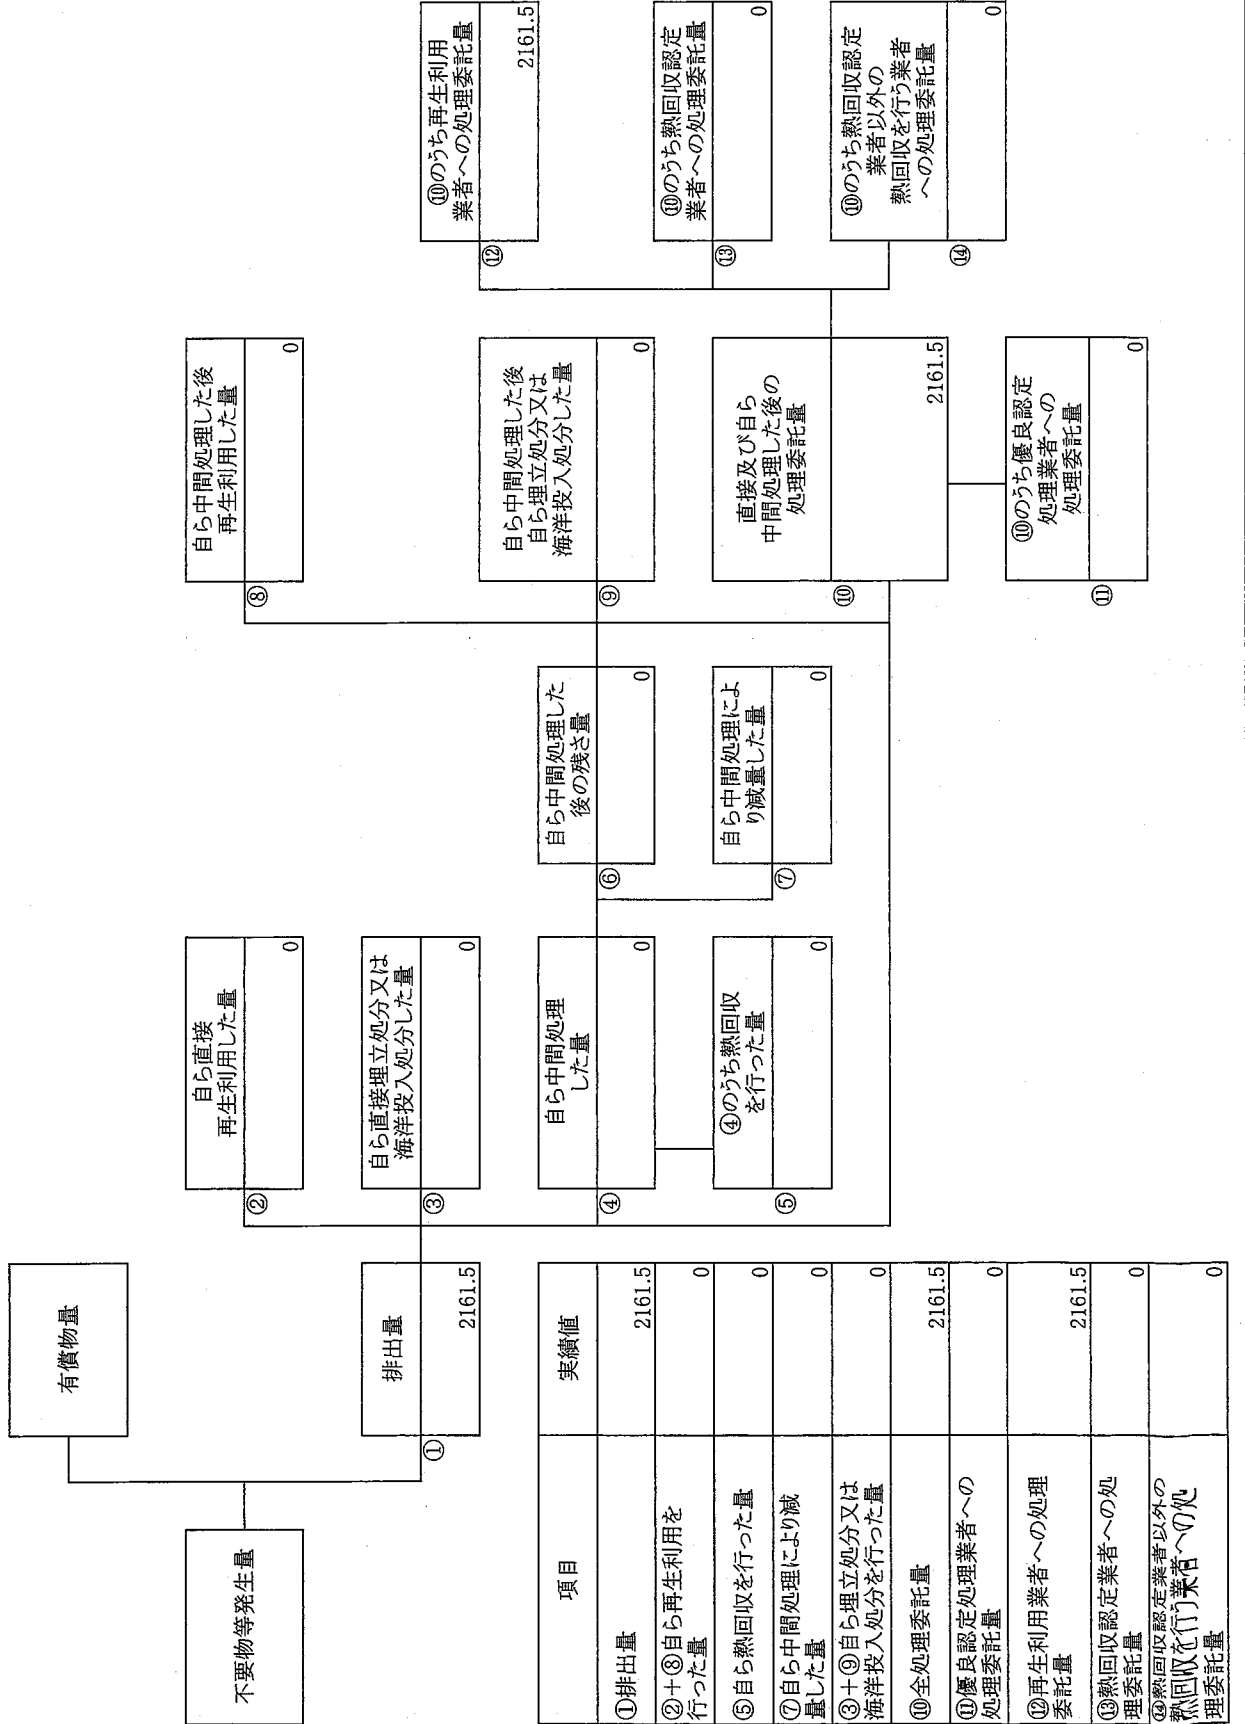 不要物等発生量
有償物量
排出量
①
2161.5
自ら直接
再生利用した量
②
0
自ら直接埋立処分又は
海洋投入処分した量
③
0
自ら中間処理
した量
④
0
④のうち熱回収
を行った量
⑤
0
自ら中間処理した
後の残さ量
⑥
0
自ら中間処理によ
り減量した量
⑦
0
自ら中間処理した後
再生利用した量
⑧
0
自ら中間処理した後
自ら埋立処分又は
海洋投入処分した量
⑨
0
直接及び自ら
中間処理した後の
処理委託量
⑩
2161.5
⑩のうち優良認定
処理業者への
処理委託量
⑪
0
⑩のうち再生利用
業者への処理委託量
⑫
2161.5
⑩のうち熱回収認定
業者への処理委託量
⑬
0
⑩のうち熱回収認定
業者以外の
熱回収を行う業者
への処理委託量
⑭
0
項目
実績値
①排出量
2161.5
②+⑧自ら再生利用を
行った量
0
⑤自ら熱回収を行った量
0
⑦自ら中間処理により減
量した量
0
③+⑨自ら埋立処分又は
海洋投入処分を行った量
0
⑩全処理委託量
2161.5
⑪優良認定処理業者への
処理委託量
0
⑫再生利用業者への処理
委託量
2161.5
⑬熱回収認定業者への処
理委託量
0
⑭熱回収認定業者以外の
熱回収を行う業者への処
理委託量
0